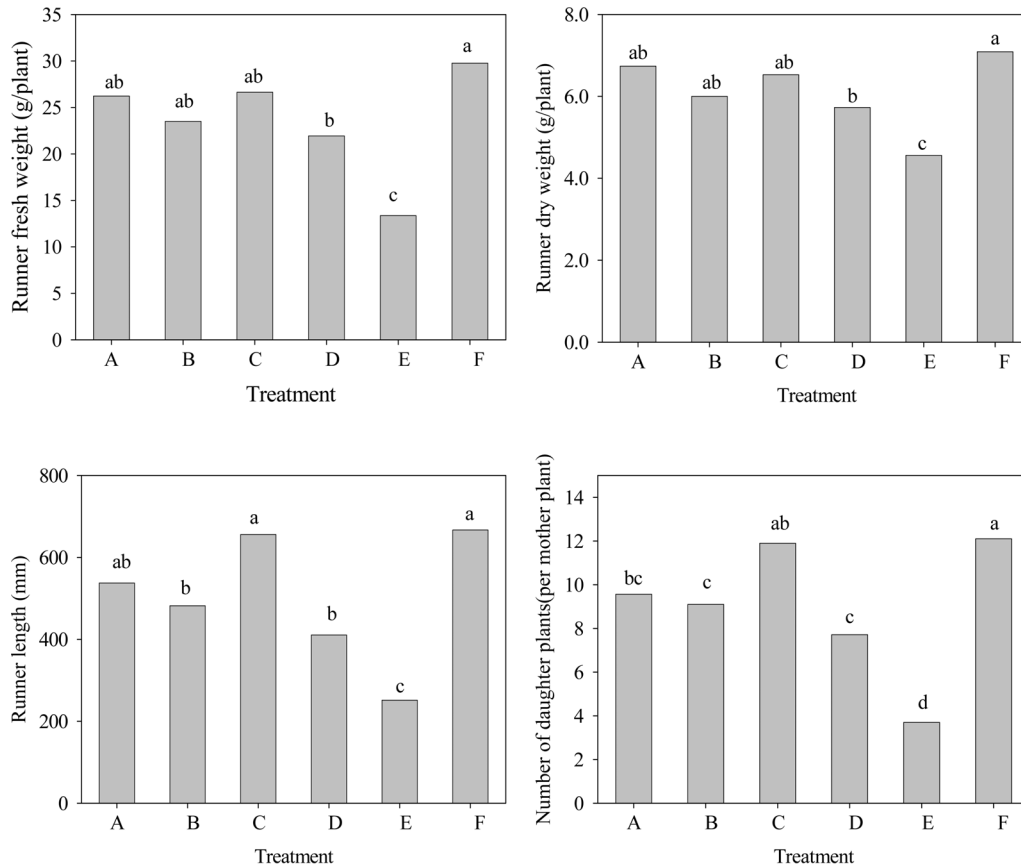 Runner fresh weight (g/plant)
35
30
25
20
15
10
5
0
ab
ab
ab
b
c
a
A B C D E F
Treatment
Runner dry weight (g/plant)
8.0
6.0
4.0
2.0
0.0
ab
ab
ab
b
c
a
A B C D E F
Treatment
Runner length (mm)
800
600
400
200
0
ab
b
a
b
c
a
A B C D E F
Treatment
Number of daughter plants(per mother plant)
14
12
10
8
6
4
2
0
bc
c
ab
c
d
a
A B C D E F
Treatment